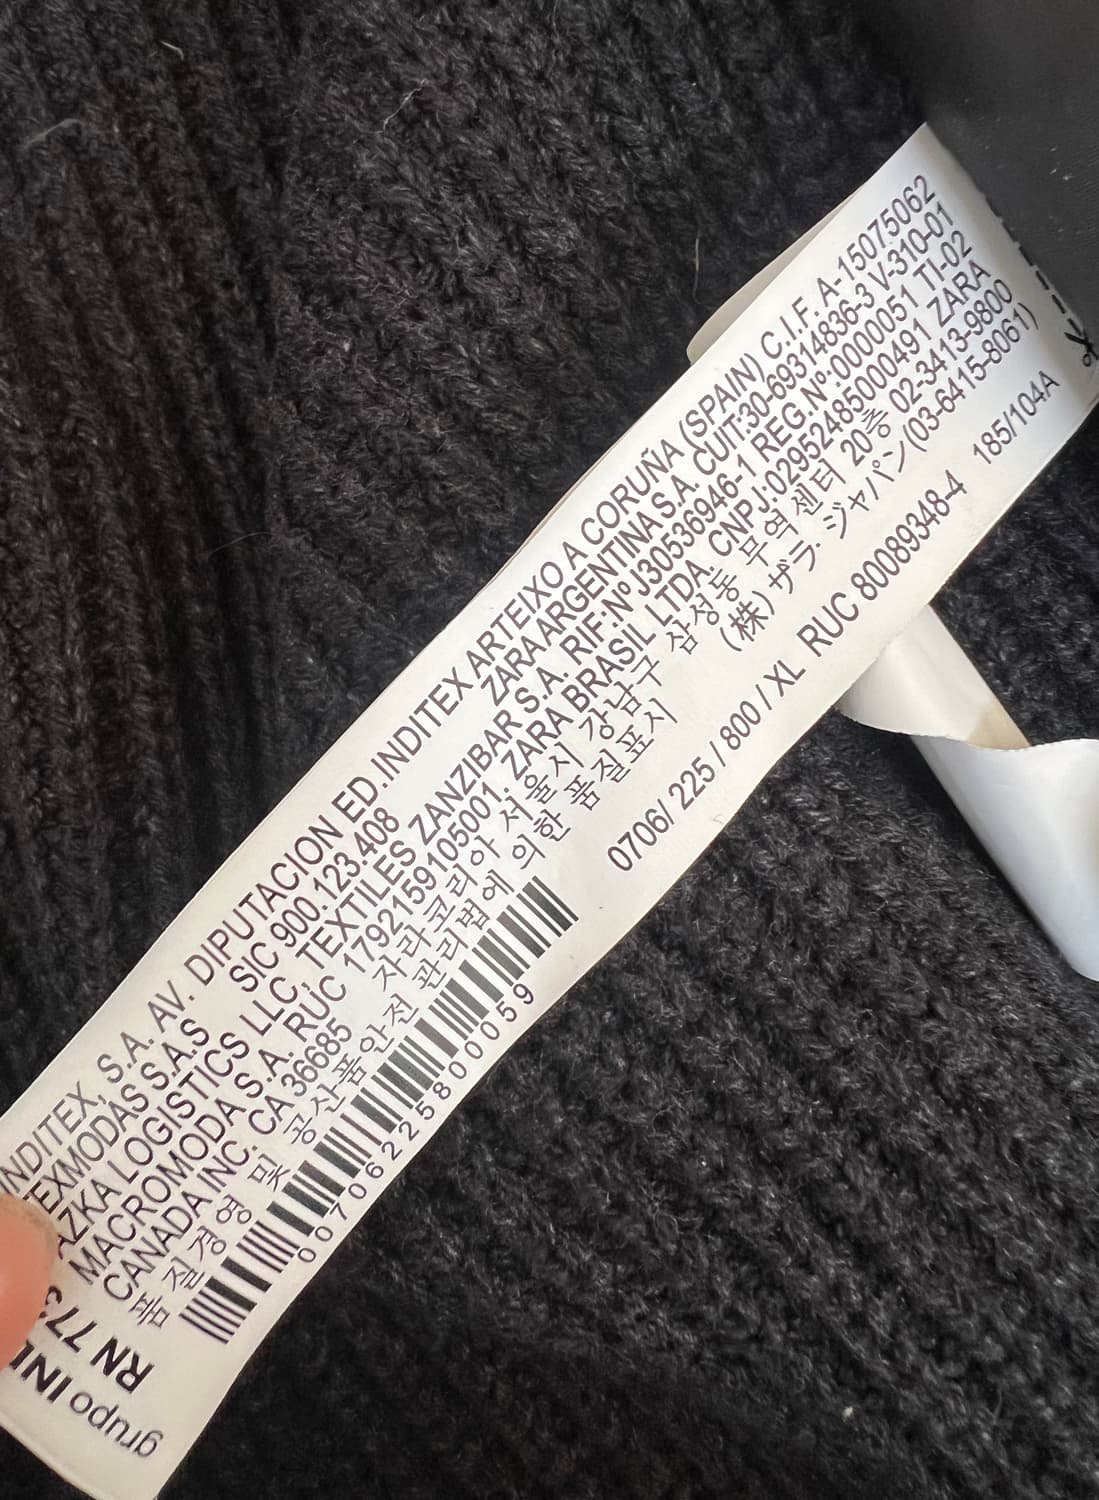 INDITEX, S.A. AV. DIPUTACION ED.INDITEX ARTEIXO A CORUÑA (SPAIN) C.I.F. A-15075062
TEXMODAS S.A.S SIC 900.123.408 ZARA ARGENTINA S.A. CUIT:30-69314836-3 V-310-01
LOGISTICS LLC, TEXTILES ZANZIBAR S.A. RIF:Nº J30536946-1 REG.Nº:0000051 TI-02
MACROMODA S.A. RUC 1792159105001. ZARA BRASIL LTDA. CNPJ:02952485000491 ZARA
CANADA INC. CA 36685 자라코리아 서울시 강남구 삼성동 무역센터 20층 02-3413-9800
품질경영 및 공산품안전 관리법에 의한 품질표시 (株) ザラ·ジャパン(03-6415-8061)
00706225800059
0706/ 225 / 800 / XL RUC 80089348-4 185/104A
RN
grupo